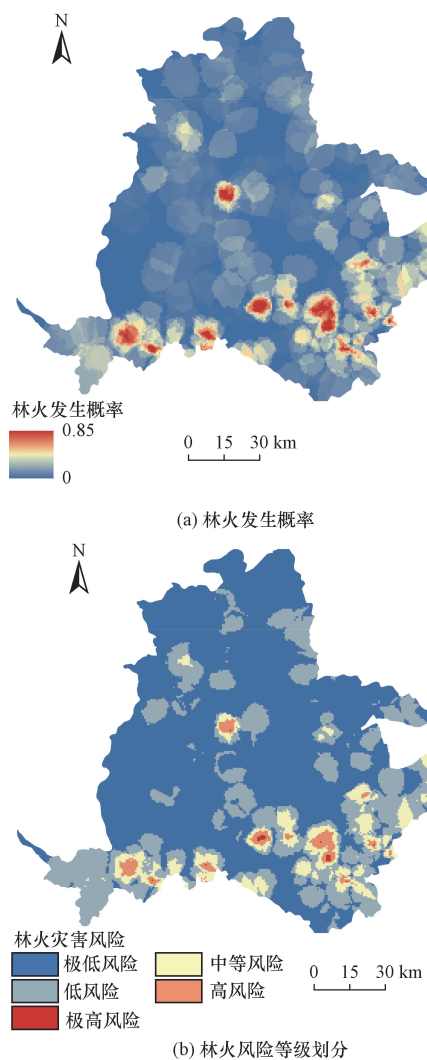 N
林火发生概率
0.85
0
0 15 30 km
(a) 林火发生概率
N
林火灾害风险
极低风险 中等风险
低风险 高风险
极高风险
0 15 30 km
(b) 林火风险等级划分